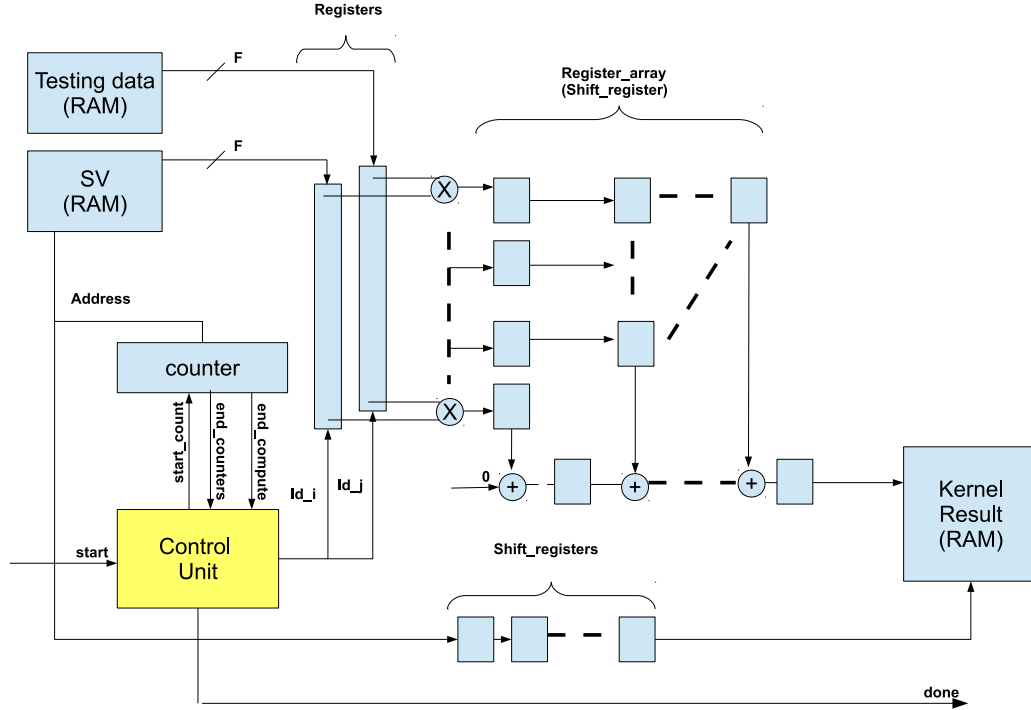 Registers
F
Testing data
(RAM)
Register_array
(Shift_register)
F
SV
(RAM)
X
Address
counter
X
start_count
end_counters
end_compute
ld_i
ld_j
0
+
+
+
Kernel
Result
(RAM)
start
Control
Unit
Shift_registers
done